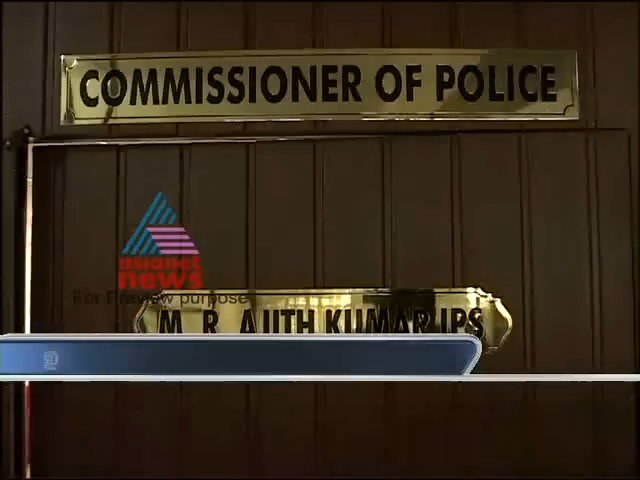 COMMISSIONER OF POLICE
asianet
news
For Preview purpose
M. R. AJITH KUMAR IPS